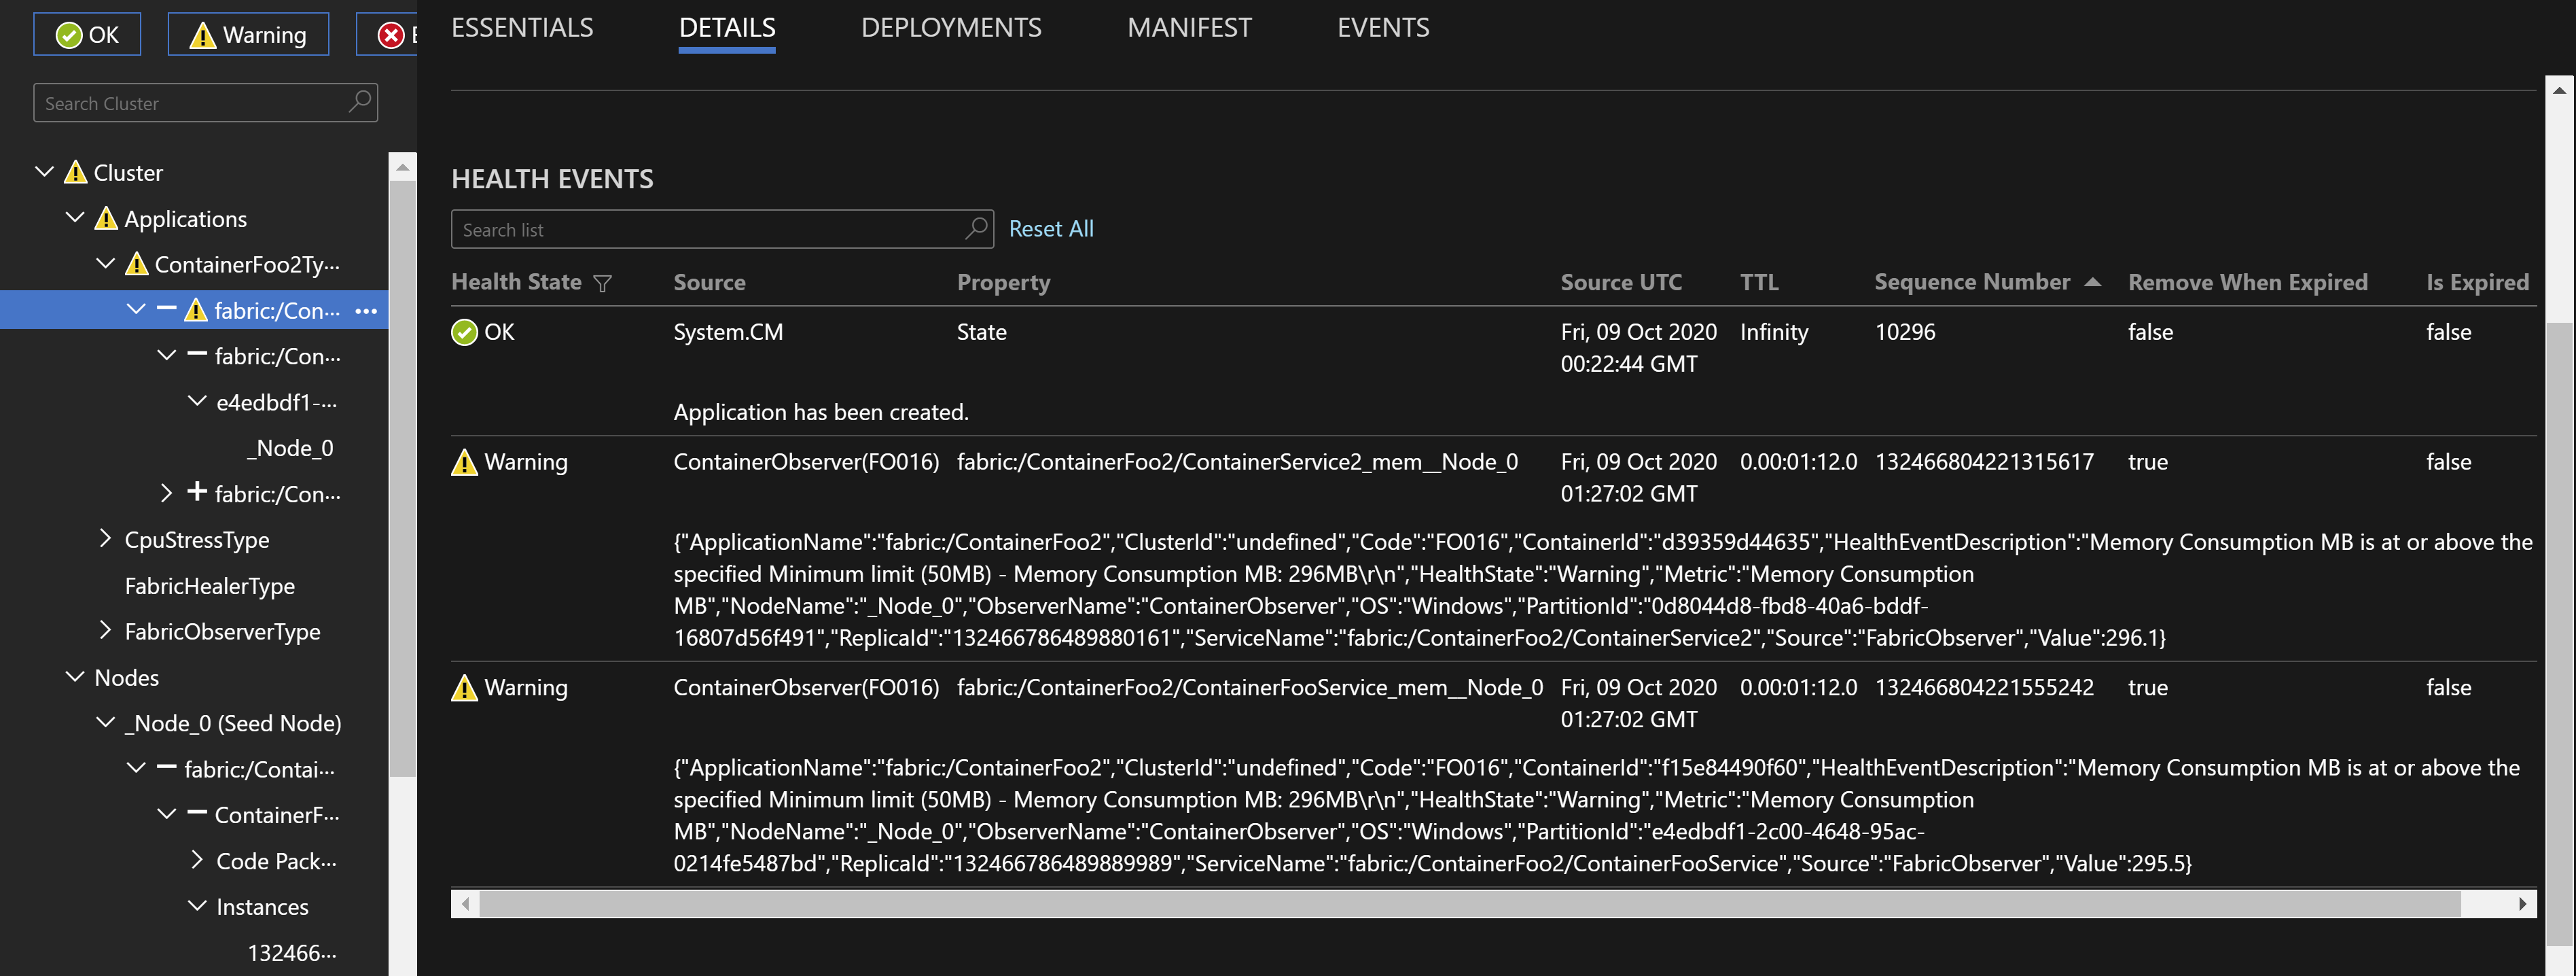 OK
Warning
ESSENTIALS
DETAILS
DEPLOYMENTS
MANIFEST
EVENTS
Search Cluster
Cluster
Applications
ContainerFoo2Ty...
fabric:/Con... ...
fabric:/Con...
e4edbdf1-...
_Node_0
fabric:/Con...
CpuStressType
FabricHealerType
FabricObserverType
Nodes
_Node_0 (Seed Node)
fabric:/Contai...
ContainerF...
Code Pack...
Instances
132466...
HEALTH EVENTS
Search list
Reset All
Health State Source Property Source UTC TTL Sequence Number Remove When Expired Is Expired
OK System.CM State Fri, 09 Oct 2020 Infinity 10296 false false
00:22:44 GMT
Application has been created.
Warning ContainerObserver(FO016) fabric:/ContainerFoo2/ContainerService2_mem__Node_0 Fri, 09 Oct 2020 0.00:01:12.0 132466804221315617 true false
01:27:02 GMT
{"ApplicationName":"fabric:/ContainerFoo2","ClusterId":"undefined","Code":"FO016","ContainerId":"d39359d44635","HealthEventDescription":"Memory Consumption MB is at or above the
specified Minimum limit (50MB) - Memory Consumption MB: 296MB\r\n","HealthState":"Warning","Metric":"Memory Consumption
MB","NodeName":"_Node_0","ObserverName":"ContainerObserver","OS":"Windows","PartitionId":"0d8044d8-fbd8-40a6-bddf-
16807d56f491","ReplicaId":"132466786489880161","ServiceName":"fabric:/ContainerFoo2/ContainerService2","Source":"FabricObserver","Value":296.1}
Warning ContainerObserver(FO016) fabric:/ContainerFoo2/ContainerFooService_mem__Node_0 Fri, 09 Oct 2020 0.00:01:12.0 132466804221555242 true false
01:27:02 GMT
{"ApplicationName":"fabric:/ContainerFoo2","ClusterId":"undefined","Code":"FO016","ContainerId":"f15e84490f60","HealthEventDescription":"Memory Consumption MB is at or above the
specified Minimum limit (50MB) - Memory Consumption MB: 296MB\r\n","HealthState":"Warning","Metric":"Memory Consumption
MB","NodeName":"_Node_0","ObserverName":"ContainerObserver","OS":"Windows","PartitionId":"e4edbdf1-2c00-4648-95ac-
0214fe5487bd","ReplicaId":"132466786489889989","ServiceName":"fabric:/ContainerFoo2/ContainerFooService","Source":"FabricObserver","Value":295.5}